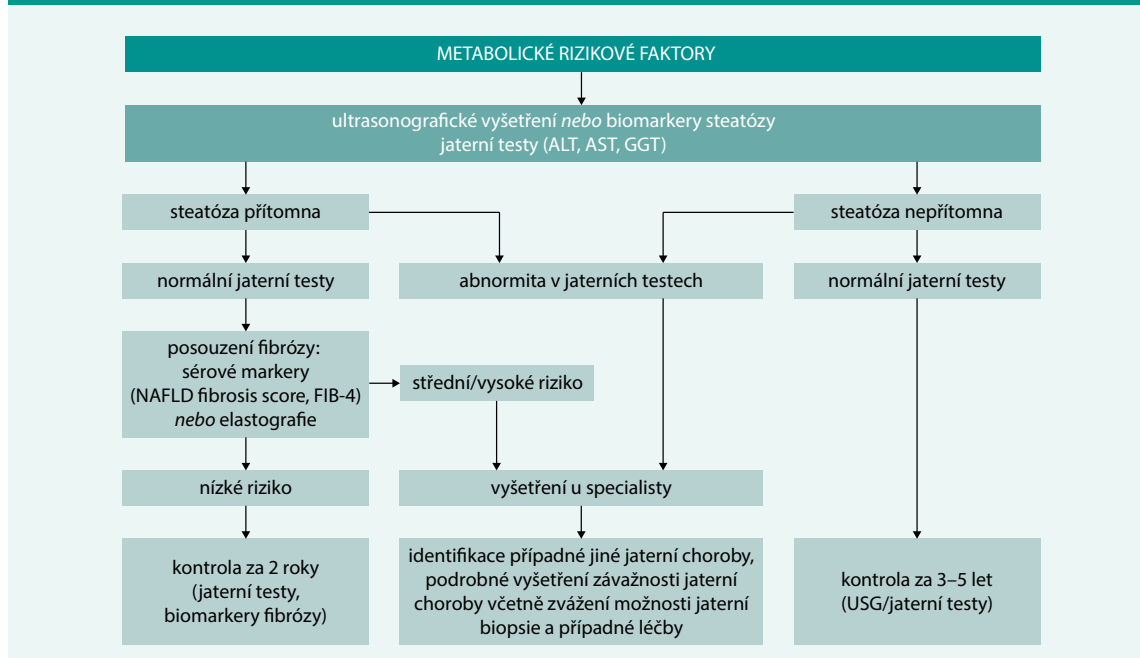 METABOLICKÉ RIZIKOVÉ FAKTORY
ultrasonografické vyšetření nebo biomarkery steatózy
jaterní testy (ALT, AST, GGT)
steatóza přítomna
steatóza nepřítomna
normální jaterní testy
abnormita v jaterních testech
normální jaterní testy
posouzení fibrózy:
sérové markery
(NAFLD fibrosis score, FIB-4)
nebo elastografie
střední/vysoké riziko
nízké riziko
vyšetření u specialisty
kontrola za 2 roky
(jaterní testy,
biomarkery fibrózy)
identifikace případné jiné jaterní choroby,
podrobné vyšetření závažnosti jaterní
choroby včetně zvážení možnosti jaterní
biopsie a případné léčby
kontrola za 3–5 let
(USG/jaterní testy)